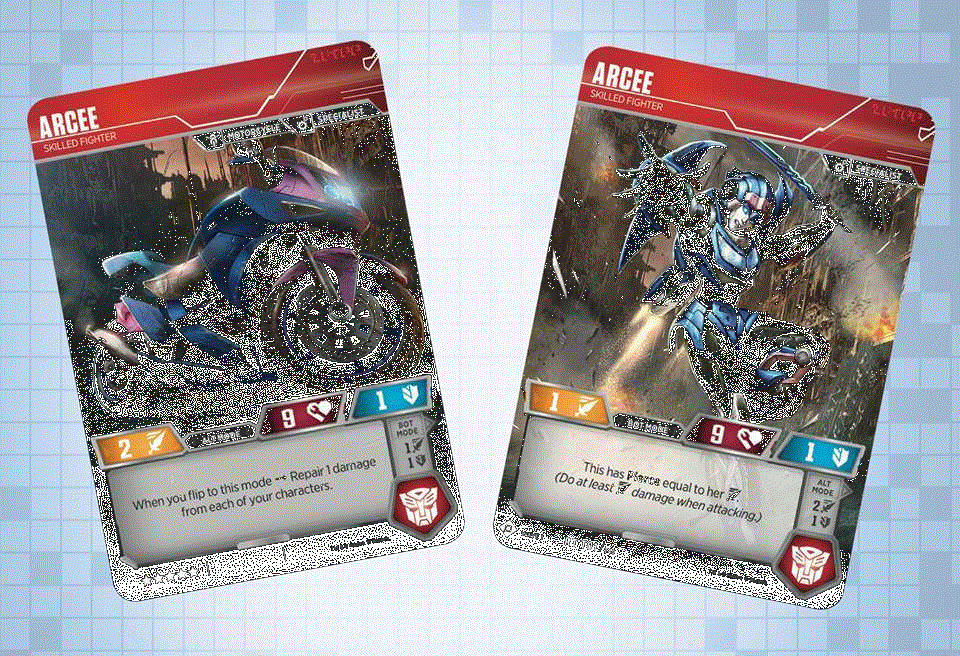 ARCEE
SKILLED FIGHTER
MOTORCYCLE SPECIALIST
2
9
1
ALT MODE
BOT
MODE
1
1
When you flip to this mode Repair 1 damage
from each of your characters.
ARCEE
SKILLED FIGHTER
SPECIALIST
1
BOT MODE
9
1
ALT
MODE
2
1
This has Pierce equal to her
(Do at least damage when attacking.)